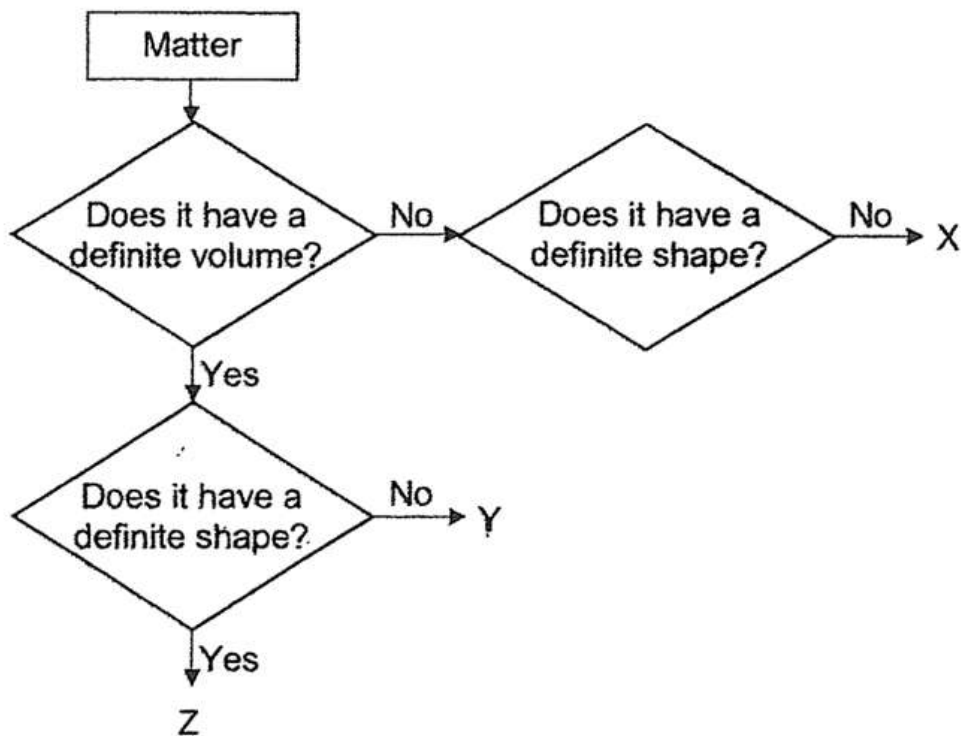 Matter
Does it have a
definite volume?
No
Does it have a
definite shape?
No
X
Yes
Does it have a
definite shape?
No
Y
Yes
Z